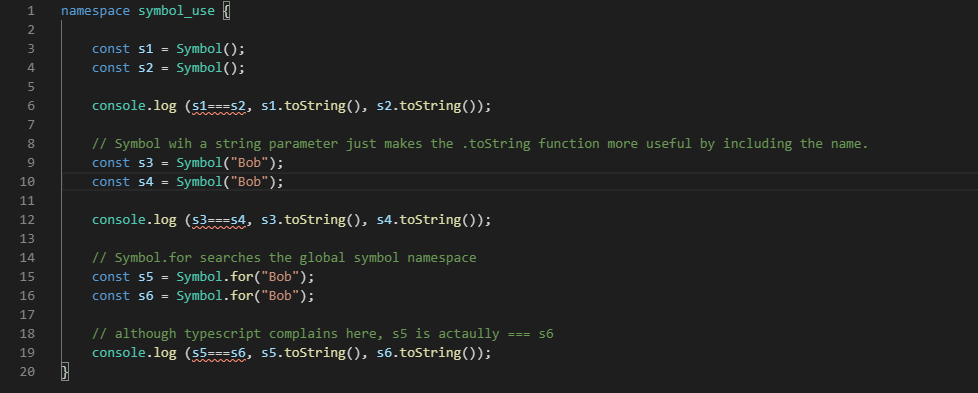 1 namespace symbol_use {
2
3 const s1 = Symbol();
4 const s2 = Symbol();
5
6 console.log (s1===s2, s1.toString(), s2.toString());
7
8 // Symbol wih a string parameter just makes the .toString function more useful by including the name.
9 const s3 = Symbol("Bob");
10 const s4 = Symbol("Bob");
11
12 console.log (s3===s4, s3.toString(), s4.toString());
13
14 // Symbol.for searches the global symbol namespace
15 const s5 = Symbol.for("Bob");
16 const s6 = Symbol.for("Bob");
17
18 // although typescript complains here, s5 is actaully === s6
19 console.log (s5===s6, s5.toString(), s6.toString());
20 }